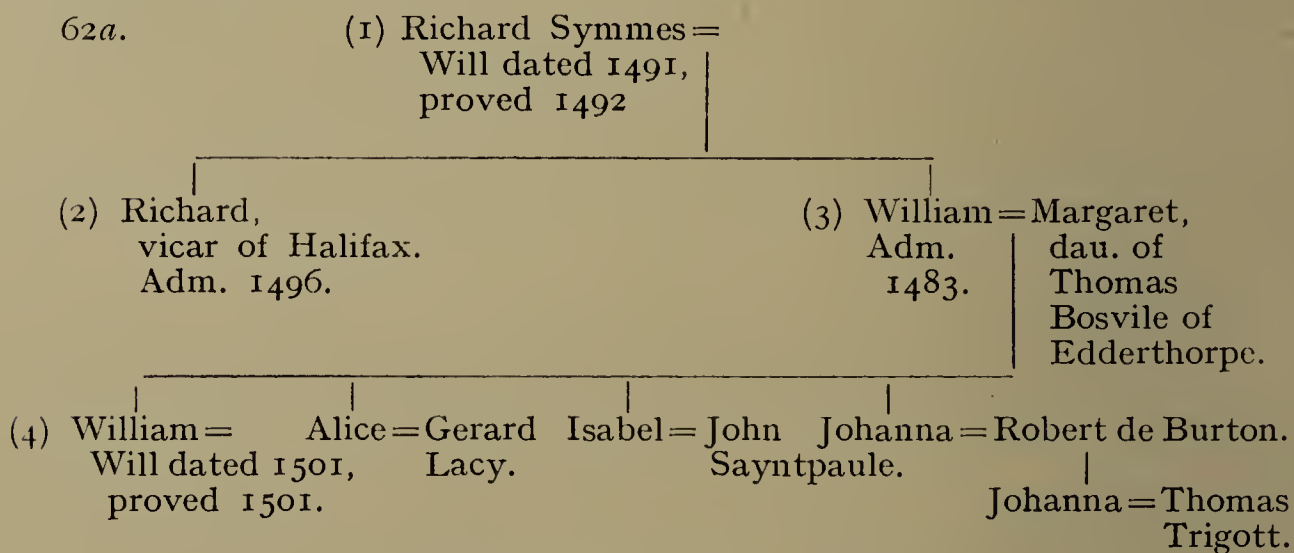 62a. (1) Richard Symmes=
Will dated 1491,
proved 1492
(2) Richard, (3) William=Margaret,
vicar of Halifax. Adm. dau. of
Adm. 1496. 1483. Thomas
Bosvile of
Edderthorpe.
(4) William= Alice=Gerard Isabel=John Johanna=Robert de Burton.
Will dated 1501, Lacy. Sayntpaule.
proved 1501. Johanna=Thomas
Trigott.